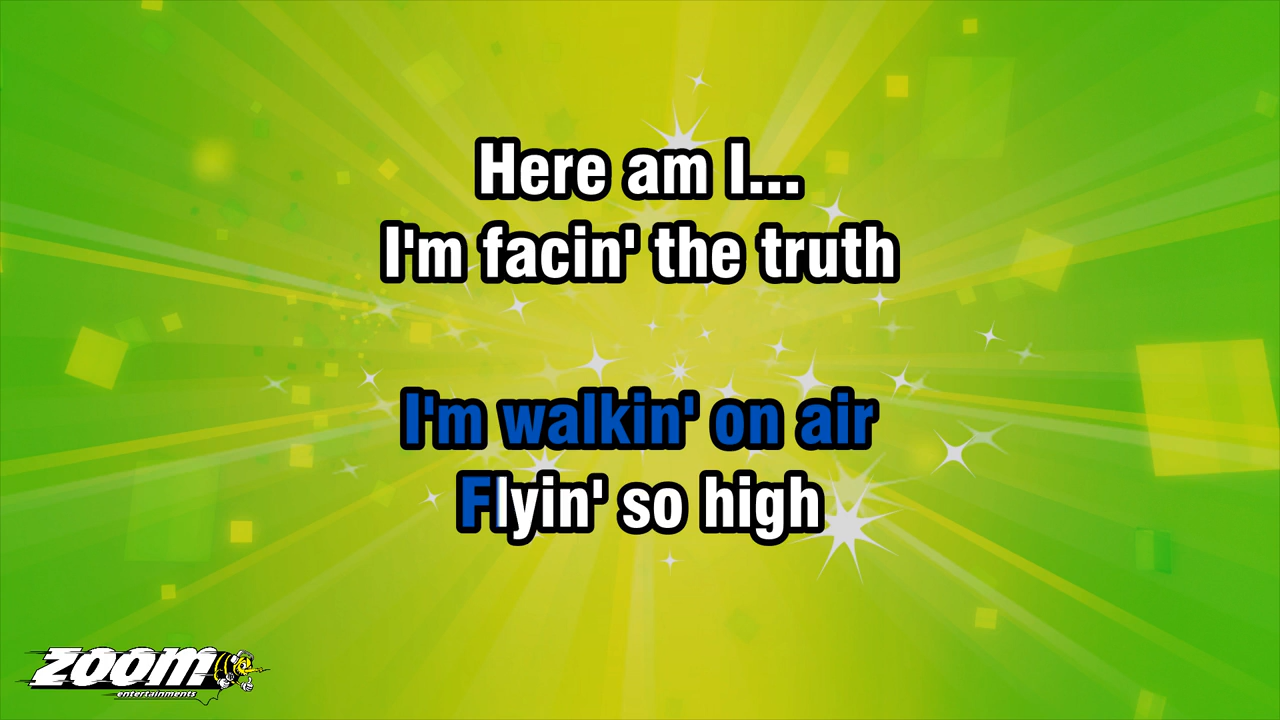 Here am I...
I'm facin' the truth
I'm walkin' on air
Flyin' so high
zoom
entertainments